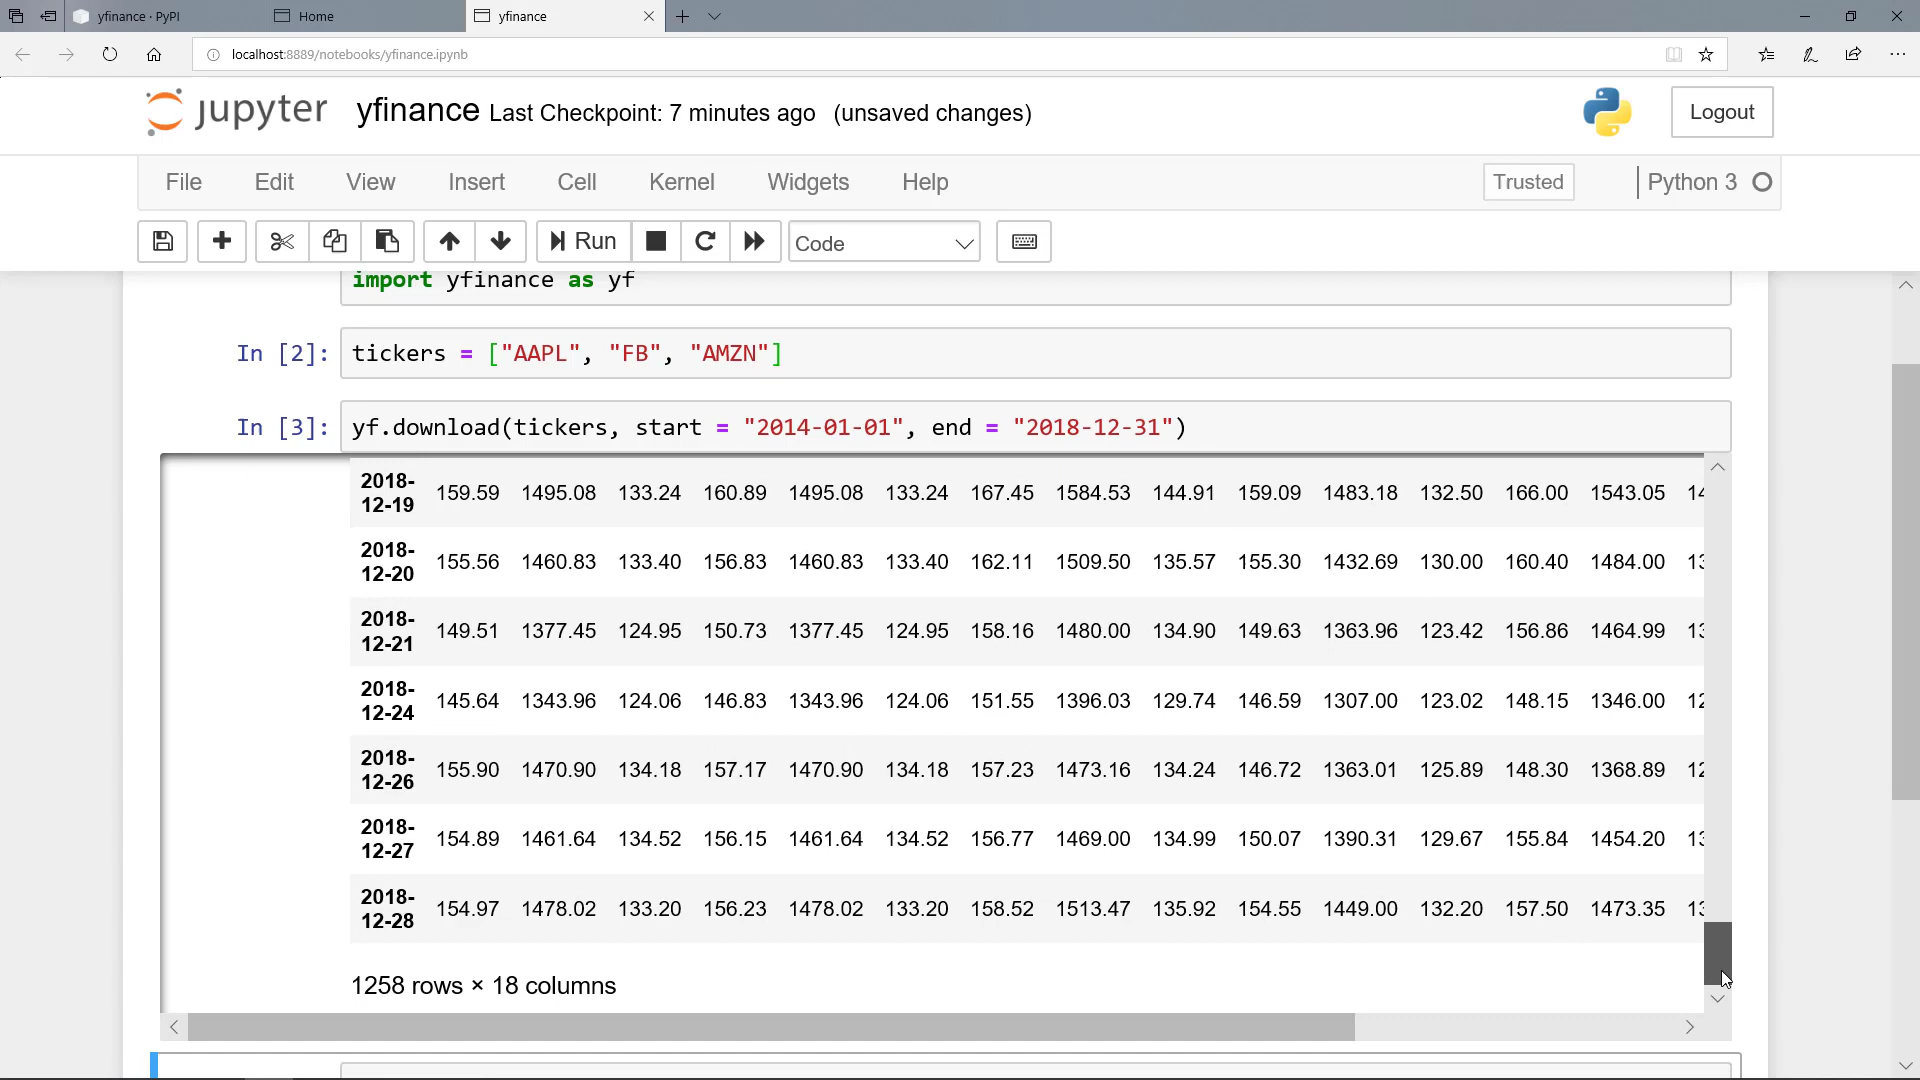 yfinance · PyPI
Home
yfinance
localhost:8889/notebooks/yfinance.ipynb
jupyter yfinance Last Checkpoint: 7 minutes ago (unsaved changes)
Logout
File Edit View Insert Cell Kernel Widgets Help
Trusted
Python 3
Run
Code
import yfinance as yf
In [2]: tickers = ["AAPL", "FB", "AMZN"]
In [3]: yf.download(tickers, start = "2014-01-01", end = "2018-12-31")
2018-
12-19 159.59 1495.08 133.24 160.89 1495.08 133.24 167.45 1584.53 144.91 159.09 1483.18 132.50 166.00 1543.05 14
2018-
12-20 155.56 1460.83 133.40 156.83 1460.83 133.40 162.11 1509.50 135.57 155.30 1432.69 130.00 160.40 1484.00 13
2018-
12-21 149.51 1377.45 124.95 150.73 1377.45 124.95 158.16 1480.00 134.90 149.63 1363.96 123.42 156.86 1464.99 13
2018-
12-24 145.64 1343.96 124.06 146.83 1343.96 124.06 151.55 1396.03 129.74 146.59 1307.00 123.02 148.15 1346.00 12
2018-
12-26 155.90 1470.90 134.18 157.17 1470.90 134.18 157.23 1473.16 134.24 146.72 1363.01 125.89 148.30 1368.89 12
2018-
12-27 154.89 1461.64 134.52 156.15 1461.64 134.52 156.77 1469.00 134.99 150.07 1390.31 129.67 155.84 1454.20 13
2018-
12-28 154.97 1478.02 133.20 156.23 1478.02 133.20 158.52 1513.47 135.92 154.55 1449.00 132.20 157.50 1473.35 13
1258 rows × 18 columns